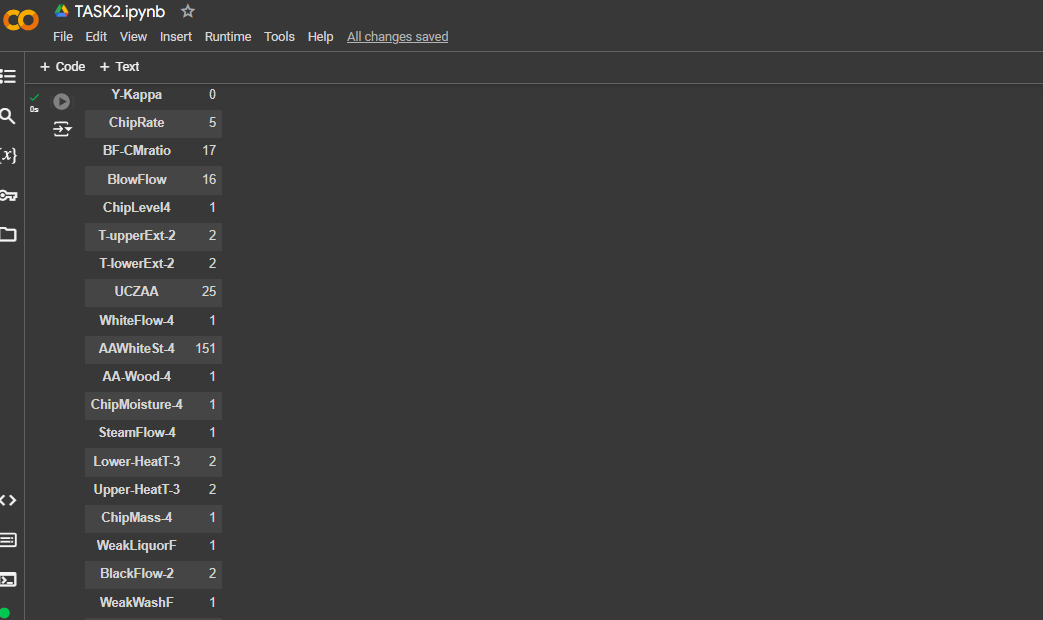 TASK2.ipynb
File Edit View Insert Runtime Tools Help All changes saved
+ Code + Text
Y-Kappa 0
0s
ChipRate 5
BF-CMratio 17
{x}
BlowFlow 16
ChipLevel4 1
T-upperExt-2 2
T-lowerExt-2 2
UCZAA 25
WhiteFlow-4 1
AAWhiteSt-4 151
AA-Wood-4 1
ChipMoisture-4 1
SteamFlow-4 1
Lower-HeatT-3 2
Upper-HeatT-3 2
ChipMass-4 1
WeakLiquorF 1
BlackFlow-2 2
WeakWashF 1